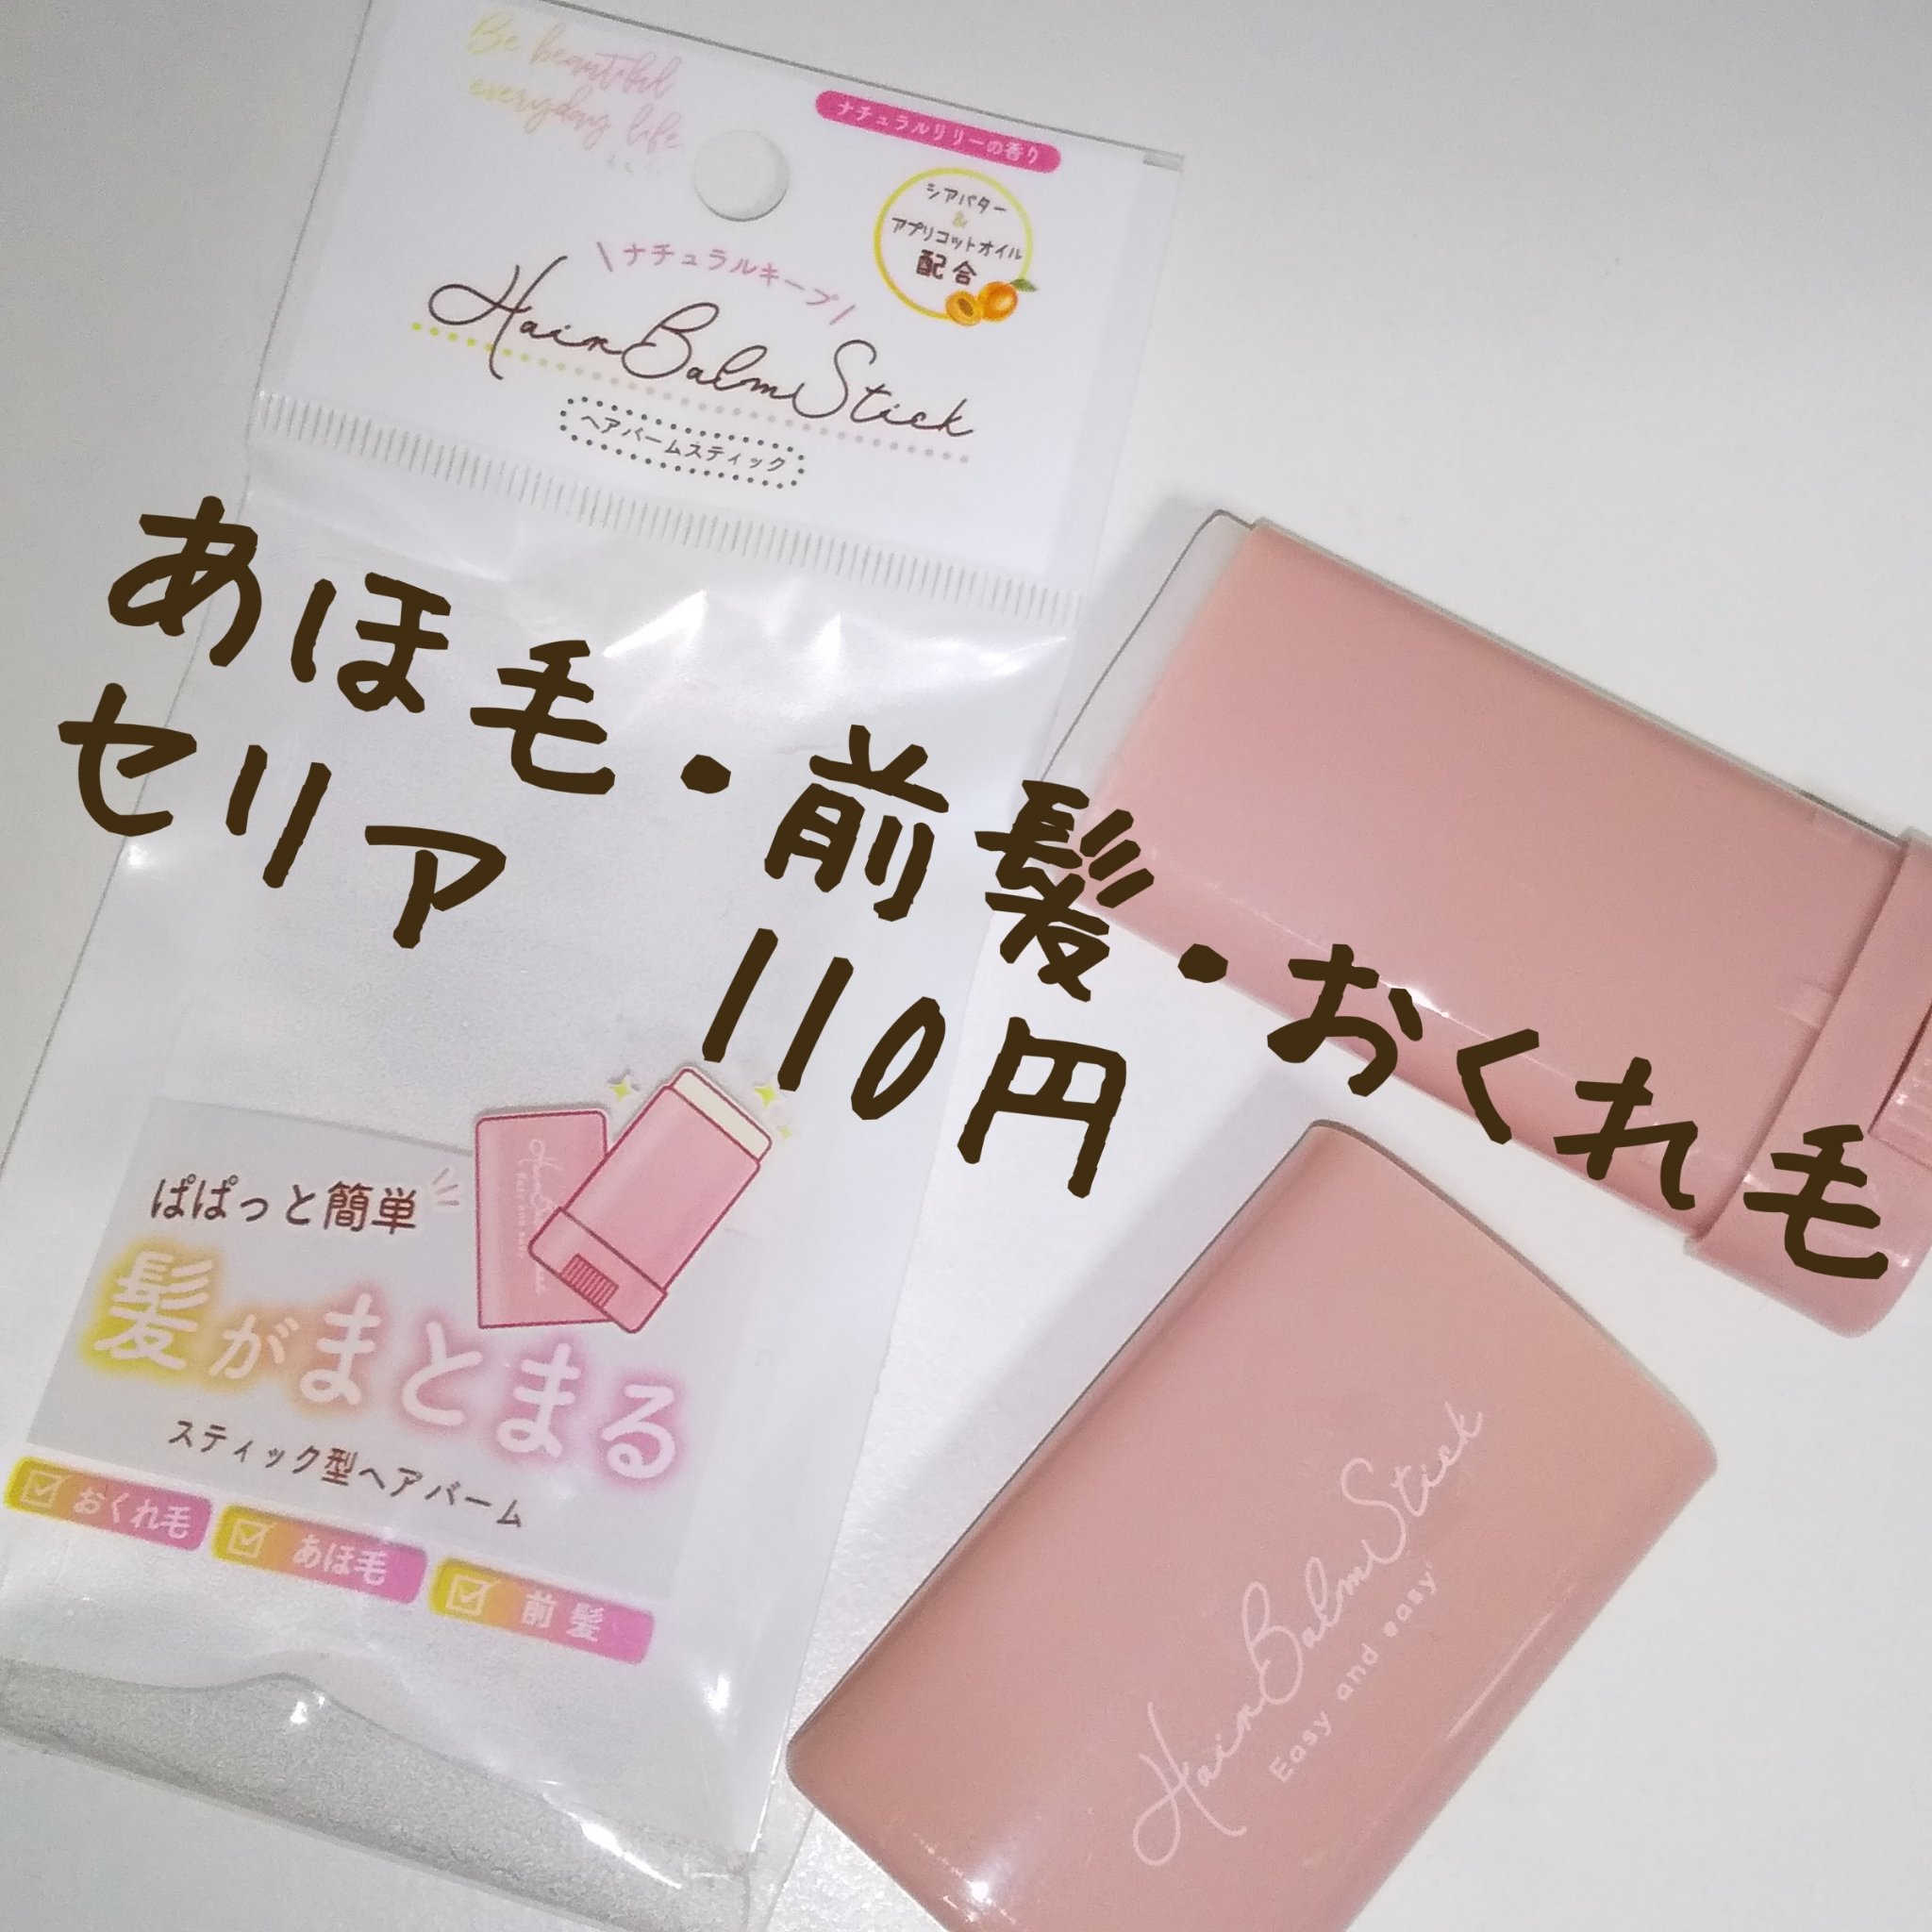 Be beautiful
everyday life
ナチュラルリリーの香り
シアバター
&
アプリコットオイル
配合
\ナチュラルキープ/
Hair Balm Stick
ヘアバームスティック
あほ毛・前髪・おくれ毛
セリア 110円
ぱぱっと簡単
髪がまとまる
スティック型ヘアバーム
おくれ毛
あほ毛
前髪
Hair Balm Stick
Easy and easy